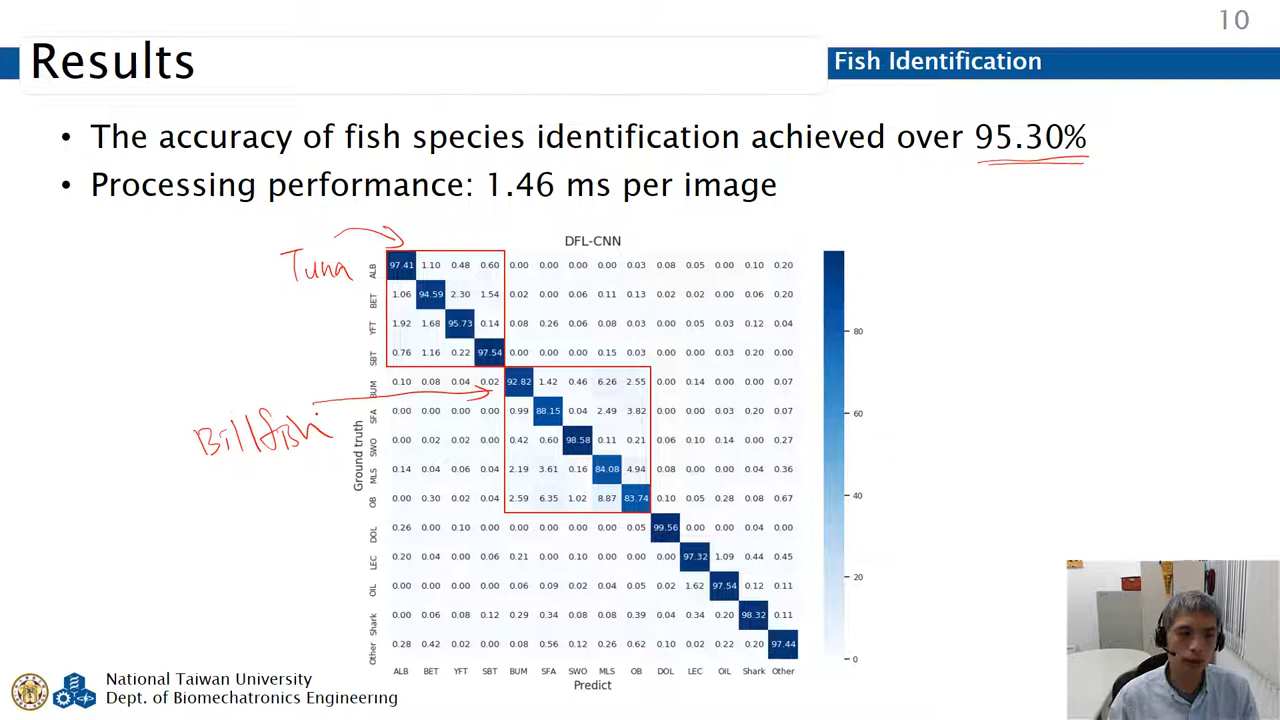 10
Results
Fish Identification
• The accuracy of fish species identification achieved over 95.30%
• Processing performance: 1.46 ms per image
DFL-CNN
Tuna
Billfish
Ground truth
ALB 97.41 1.10 0.48 0.60 0.00 0.00 0.00 0.00 0.03 0.08 0.05 0.00 0.10 0.20
BET 1.06 94.59 2.30 1.54 0.02 0.00 0.06 0.11 0.13 0.02 0.02 0.00 0.06 0.20
YFT 1.92 1.68 95.73 0.14 0.08 0.26 0.06 0.08 0.03 0.00 0.05 0.03 0.12 0.04
SBT 0.76 1.16 0.22 97.54 0.00 0.00 0.00 0.15 0.03 0.00 0.00 0.03 0.20 0.00
BUM 0.10 0.08 0.04 0.02 92.82 1.42 0.46 6.26 2.55 0.00 0.14 0.00 0.00 0.07
SFA 0.00 0.00 0.00 0.00 0.99 88.15 0.04 2.49 3.82 0.00 0.00 0.03 0.00 0.07
SWO 0.00 0.02 0.02 0.00 0.42 0.60 98.58 0.11 0.21 0.06 0.10 0.14 0.00 0.27
MLS 0.14 0.04 0.06 0.04 2.19 3.61 0.16 84.08 4.94 0.08 0.00 0.00 0.04 0.36
OB 0.00 0.30 0.02 0.04 2.59 6.35 1.02 8.87 83.74 0.10 0.05 0.28 0.08 0.67
DOL 0.26 0.00 0.10 0.00 0.00 0.00 0.00 0.00 0.05 99.56 0.00 0.00 0.04 0.00
LEC 0.20 0.04 0.00 0.06 0.21 0.00 0.10 0.00 0.00 0.00 97.32 1.09 0.44 0.45
OIL 0.00 0.00 0.00 0.00 0.06 0.09 0.02 0.04 0.05 0.02 1.62 97.54 0.12 0.11
Shark 0.00 0.06 0.08 0.12 0.29 0.34 0.08 0.08 0.39 0.04 0.34 0.20 98.32 0.11
Other 0.28 0.42 0.02 0.00 0.08 0.56 0.12 0.26 0.62 0.10 0.02 0.22 0.20 97.44
ALB BET YFT SBT BUM SFA SWO MLS OB DOL LEC OIL Shark Other
Predict
80
60
40
20
0
National Taiwan University
Dept. of Biomechatronics Engineering